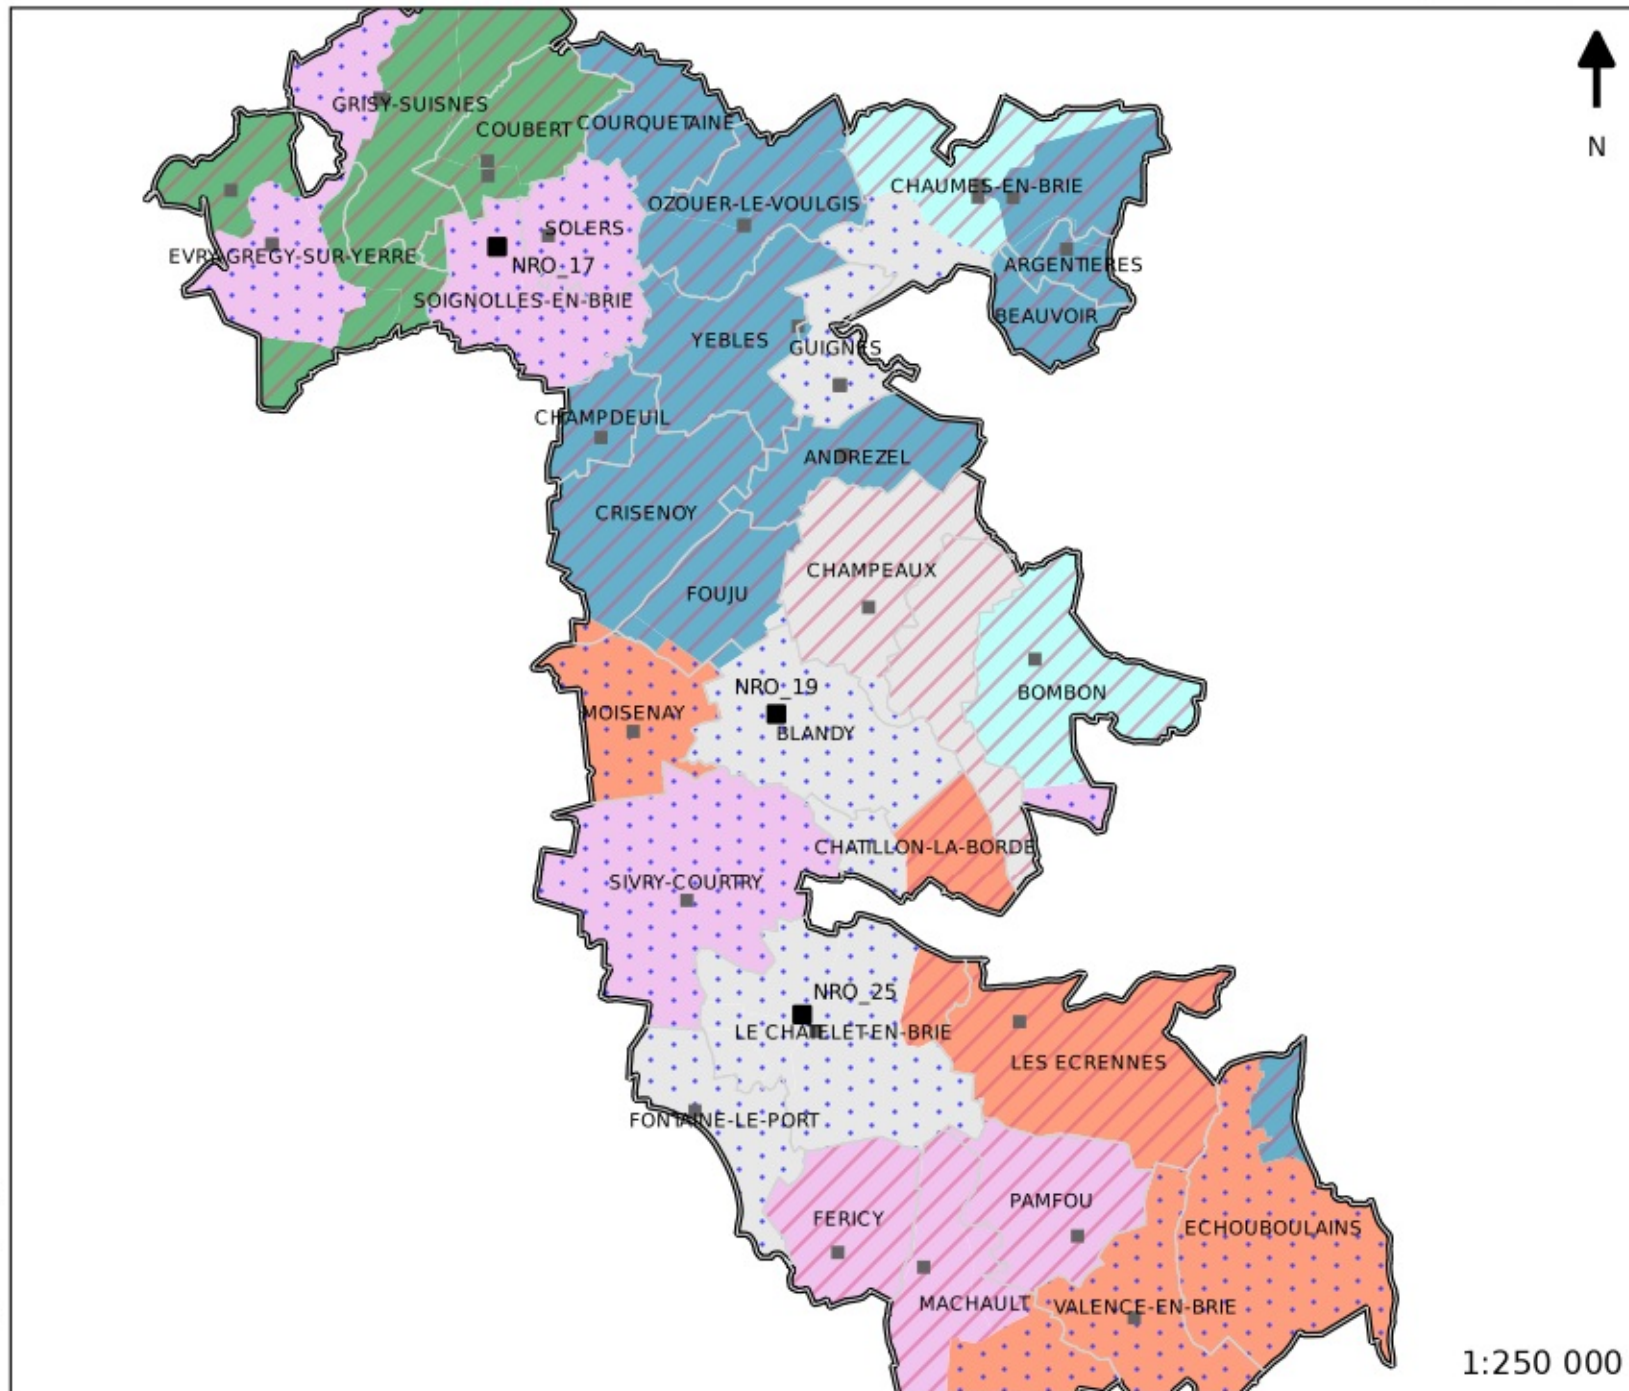 GRISY-SUISNES
COUBERT
COURQUETAINE
N
CHAUMES-EN-BRIE
OZOUER-LE-VOULGIS
SOLERS
EVRY-GREGY-SUR-YERRE
NRO_17
ARGENTIERES
SOIGNOLLES-EN-BRIE
BEAUVOIR
YEBLES
GUIGNES
CHAMPDEUIL
ANDREZEL
CRISENOY
CHAMPEAUX
FOUJU
NRO_19
BOMBON
MOISENAY
BLANDY
CHATILLON-LA-BORDE
SIVRY-COURTRY
NRO_25
LE CHATELET-EN-BRIE
LES ECRENNES
FONTAINE-LE-PORT
PAMFOU
FERICY
ECHOUBOULAINS
MACHAULT
VALENCE-EN-BRIE
1:250 000